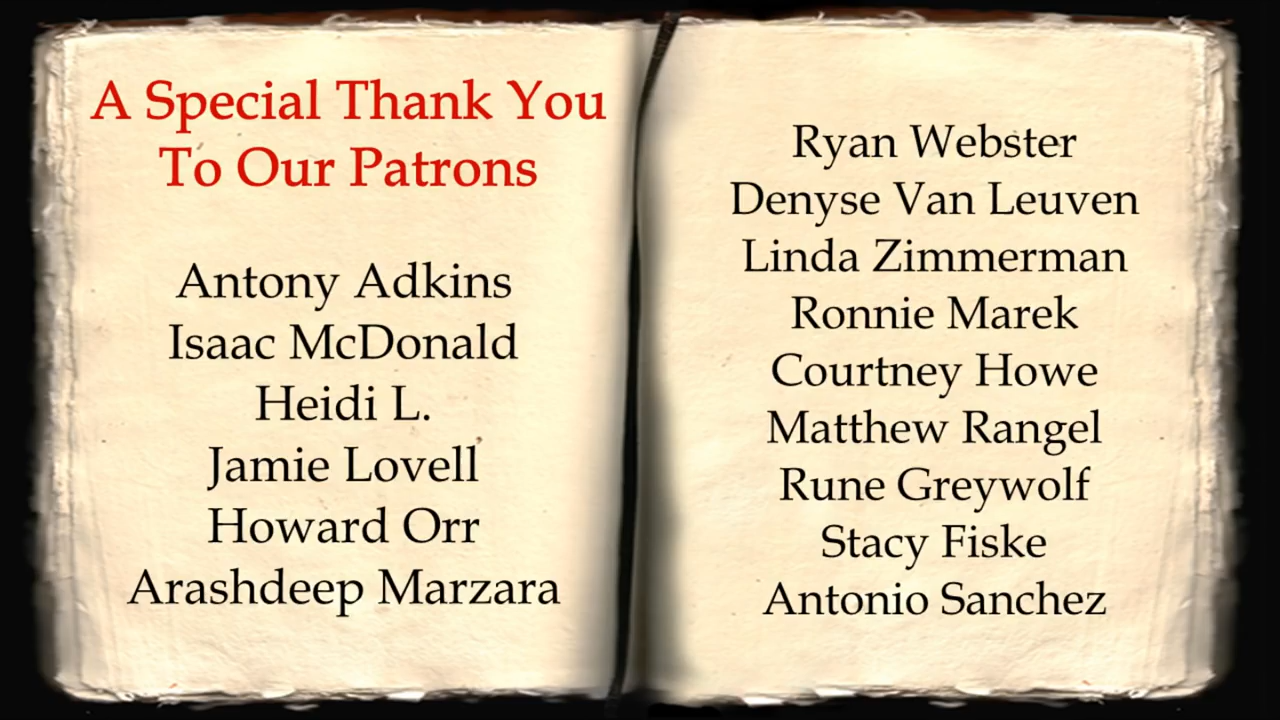 A Special Thank You
To Our Patrons
Antony Adkins
Isaac McDonald
Heidi L.
Jamie Lovell
Howard Orr
Arashdeep Marzara
Ryan Webster
Denyse Van Leuven
Linda Zimmerman
Ronnie Marek
Courtney Howe
Matthew Rangel
Rune Greywolf
Stacy Fiske
Antonio Sanchez